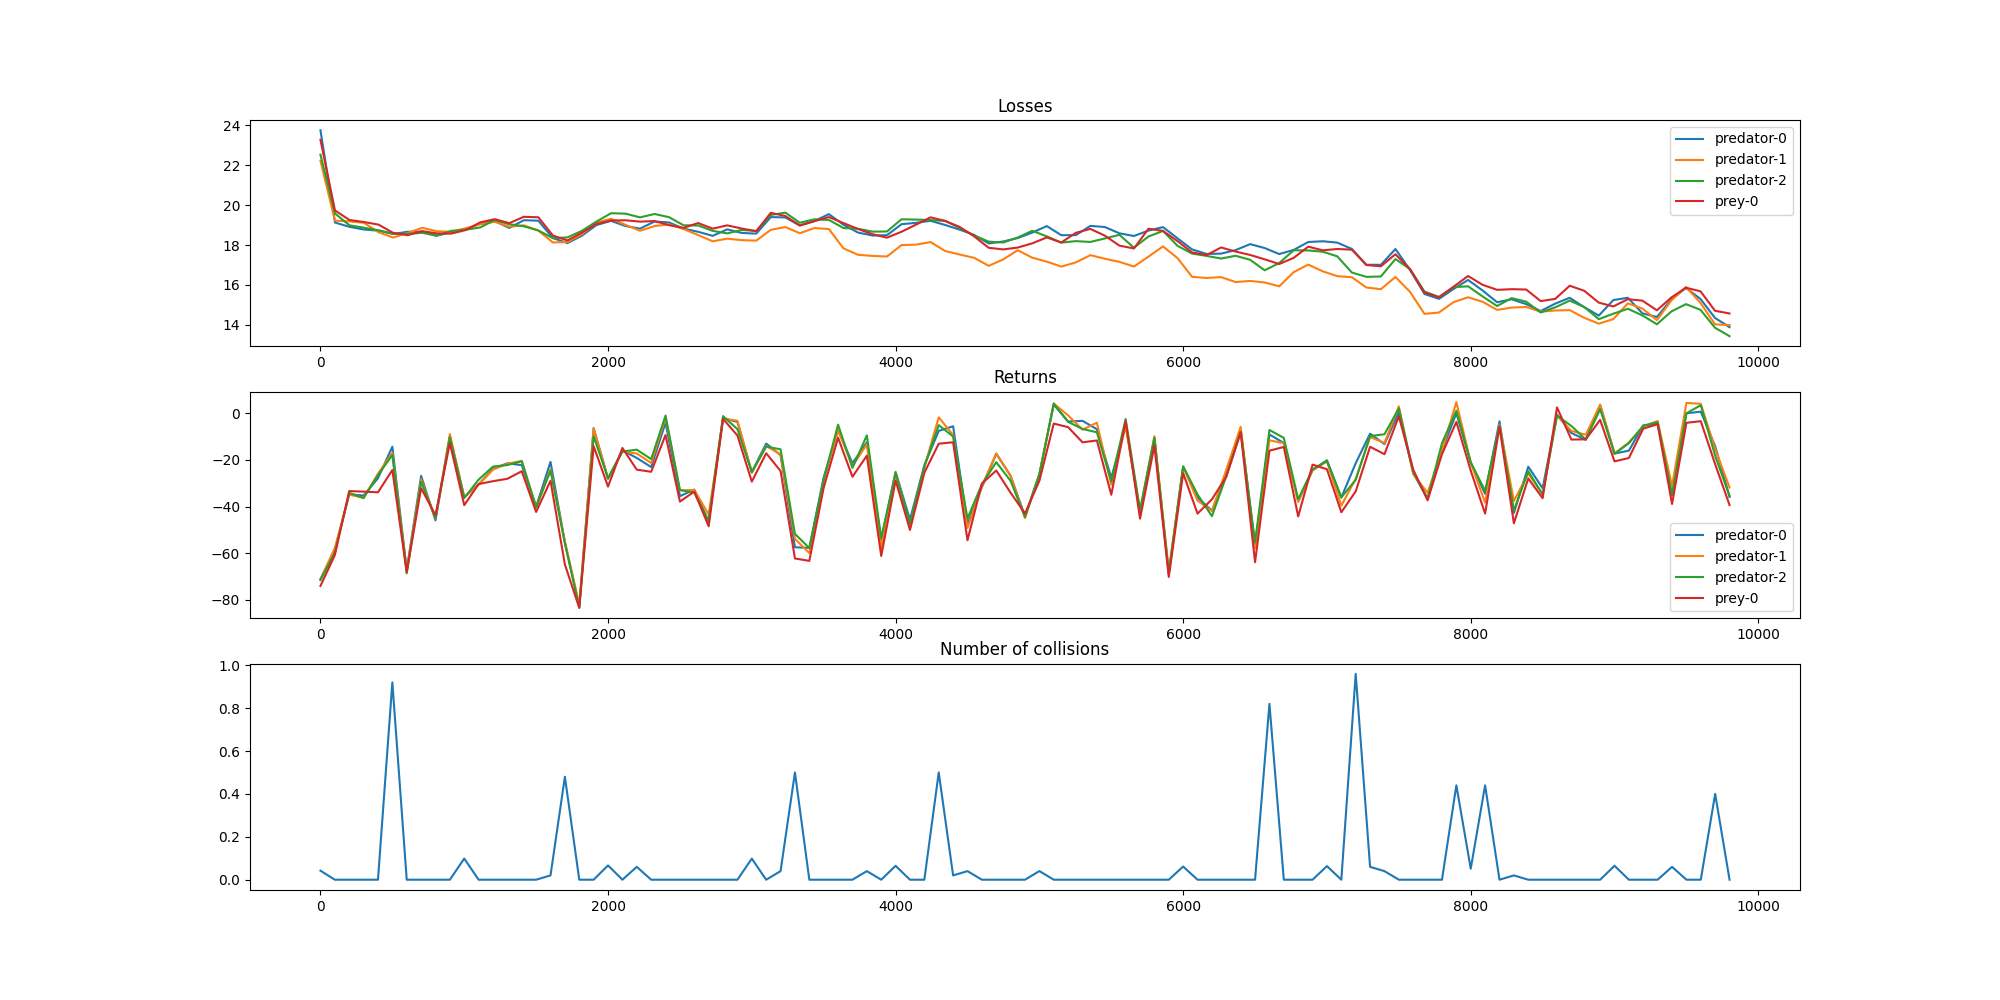 Losses
24
22
20
18
16
14
predator-0
predator-1
predator-2
prey-0
0 2000 4000 6000 8000 10000
Returns
0
−20
−40
−60
−80
predator-0
predator-1
predator-2
prey-0
0 2000 4000 6000 8000 10000
Number of collisions
1.0
0.8
0.6
0.4
0.2
0.0
0 2000 4000 6000 8000 10000